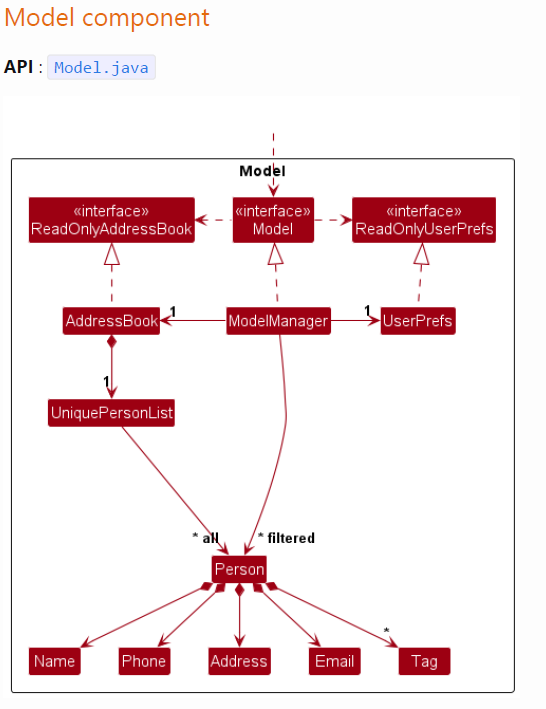 Model component
API : Model.java
Model
«interface»
ReadOnlyAddressBook
«interface»
Model
«interface»
ReadOnlyUserPrefs
AddressBook
1
ModelManager
1
UserPrefs
1
UniquePersonList
* all
* filtered
Person
*
Name
Phone
Address
Email
Tag